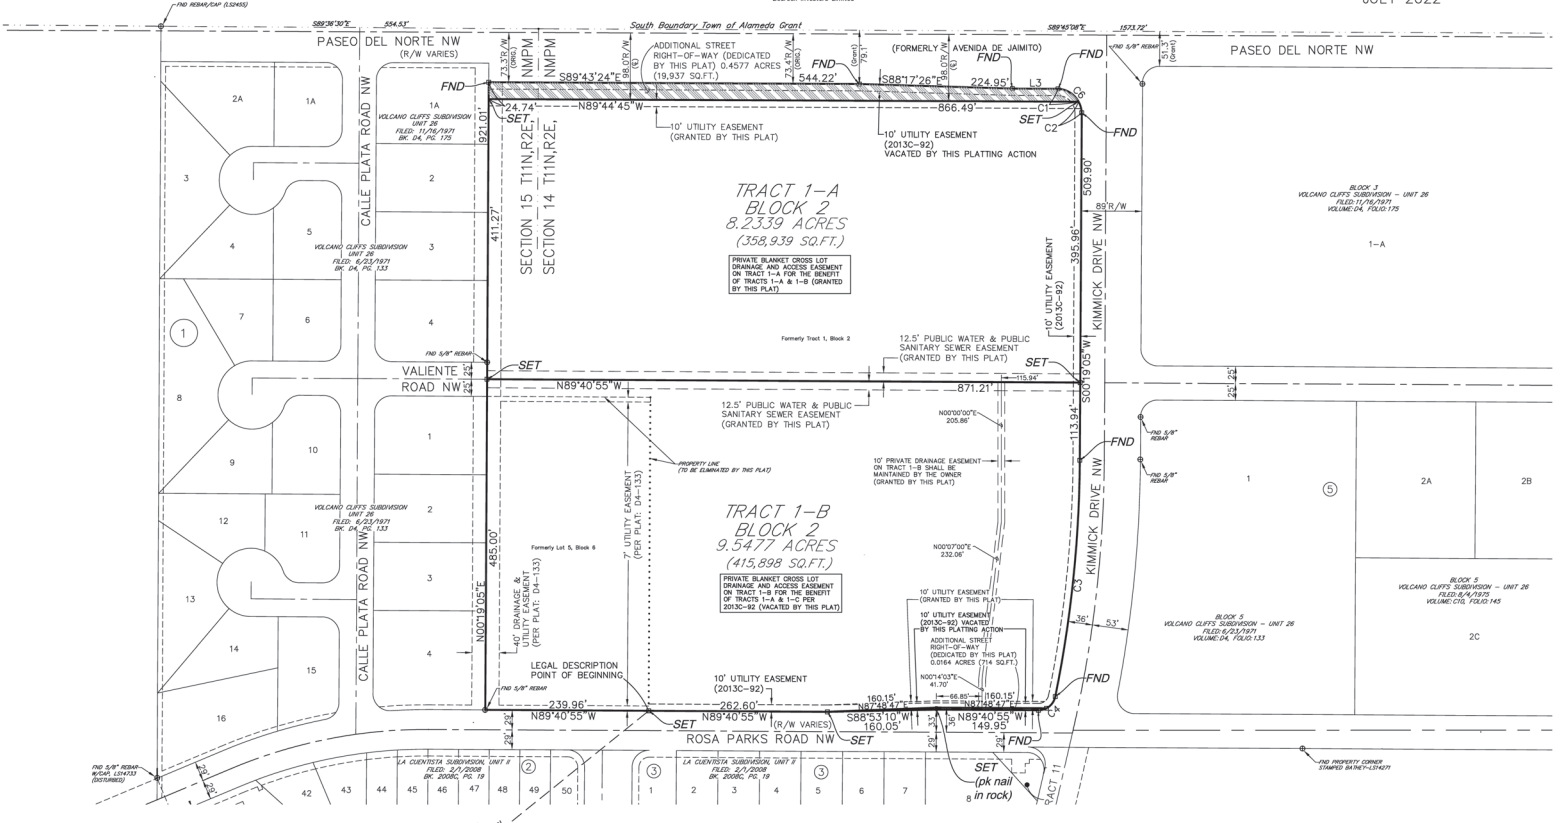 JULY 2022
FND REBAR/CAP (LS2455)
S89°36'30"E 554.53'
South Boundary Town of Alameda Grant
S89°45'08"E 1573.72'
PASEO DEL NORTE NW
(R/W VARIES)
73.3'R/W
(ORIG.)
NMPM
NMPM
98.0'R/W
(℄)
ADDITIONAL STREET
RIGHT-OF-WAY (DEDICATED
BY THIS PLAT) 0.4577 ACRES
(19,937 SQ.FT.)
73.4'R/W
(ORIG.)
FND
79.1'
(Grant)
(FORMERLY AVENIDA DE JAIMITO)
98.0'R/W
(℄)
FND
FND
FND 5/8" REBAR
51.3'
(Grant)
PASEO DEL NORTE NW
FND
S89°43'24"E
544.22'
S88°17'26"E
224.95'
L3
C6
24.74'
N89°44'45"W
866.49'
C1
SET
SET
C2
FND
2A
1A
1A
VOLCANO CLIFFS SUBDIVISION
UNIT 26
FILED: 11/16/1971
BK. D4, PG. 175
921.01'
10' UTILITY EASEMENT
(GRANTED BY THIS PLAT)
10' UTILITY EASEMENT
(2013C-92)
VACATED BY THIS PLATTING ACTION
CALLE PLATA ROAD NW
SECTION 15 T11N,R2E,
SECTION 14 T11N,R2E,
3
2
TRACT 1-A
BLOCK 2
8.2339 ACRES
(358,939 SQ.FT.)
509.90'
89'R/W
BLOCK 3
VOLCANO CLIFFS SUBDIVISION - UNIT 26
FILED:11/16/1971
VOLUME:D4, FOLIO:175
1-A
411.27'
4
5
3
VOLCANO CLIFFS SUBDIVISION
UNIT 26
FILED: 6/23/1971
BK. D4, PG. 133
PRIVATE BLANKET CROSS LOT
DRAINAGE AND ACCESS EASEMENT
ON TRACT 1-A FOR THE BENEFIT
OF TRACTS 1-A & 1-B (GRANTED
BY THIS PLAT)
10' UTILITY EASEMENT
(2013C-92)
395.96'
KIMMICK DRIVE NW
7
6
4
1
Formerly Tract 1, Block 2
12.5' PUBLIC WATER & PUBLIC
SANITARY SEWER EASEMENT
(GRANTED BY THIS PLAT)
FND 5/8" REBAR
SET
SET
S00°19'05"W
VALIENTE
ROAD NW
25'
25'
N89°40'55"W
871.21'
115.94'
25'
25'
8
12.5' PUBLIC WATER & PUBLIC
SANITARY SEWER EASEMENT
(GRANTED BY THIS PLAT)
N00°00'00"E
205.86'
113.94'
FND
FND 5/8"
REBAR
1
9
10
PROPERTY LINE
(TO BE ELIMINATED BY THIS PLAT)
10' PRIVATE DRAINAGE EASEMENT
ON TRACT 1-B SHALL BE
MAINTAINED BY THE OWNER
(GRANTED BY THIS PLAT)
FND 5/8"
REBAR
1
5
2A
2B
7' UTILITY EASEMENT
(PER PLAT: D4-133)
KIMMICK DRIVE NW
12
11
2
VOLCANO CLIFFS SUBDIVISION
UNIT 26
FILED: 6/23/1971
BK. D4, PG. 133
TRACT 1-B
BLOCK 2
9.5477 ACRES
(415,898 SQ.FT.)
485.00'
Formerly Lot 5, Block 6
N00°07'00"E
232.06'
CALLE PLATA ROAD NW
13
3
N00°19'05"E
40' DRAINAGE &
UTILITY EASEMENT
(PER PLAT: D4-133)
PRIVATE BLANKET CROSS LOT
DRAINAGE AND ACCESS EASEMENT
ON TRACT 1-B FOR THE BENEFIT
OF TRACTS 1-A & 1-C PER
2013C-92 (VACATED BY THIS PLAT)
C3
10' UTILITY EASEMENT
(GRANTED BY THIS PLAT)
10' UTILITY EASEMENT
(2013C-92) VACATED
BY THIS PLATTING ACTION
36'
53'
BLOCK 5
VOLCANO CLIFFS SUBDIVISION - UNIT 26
FILED:6/23/1971
VOLUME:D4, FOLIO:133
BLOCK 5
VOLCANO CLIFFS SUBDIVISION - UNIT 26
FILED:8/4/1975
VOLUME:C10, FOLIO:145
2C
14
15
4
ADDITIONAL STREET
RIGHT-OF-WAY
(DEDICATED BY THIS PLAT)
0.0164 ACRES (714 SQ.FT.)
LEGAL DESCRIPTION
POINT OF BEGINNING
N00°14'03"E
41.70'
FND
FND 5/8" REBAR
10' UTILITY EASEMENT
(2013C-92)
66.85'
160.15'
N87°48'47"E
160.15'
N87°48'47"E
C4
16
239.96'
N89°40'55"W
262.60'
N89°40'55"W
S88°53'10"W
160.05'
N89°40'55"W
149.95'
29'
29'
SET
(R/W VARIES)
33'
36'
29'
29'
ROSA PARKS ROAD NW
SET
FND
FND 5/8" REBAR
W/CAP, LS14733
(DISTURBED)
29'
29'
LA CUENTISTA SUBDIVISION, UNIT II
FILED: 2/1/2008
BK. 2008C, PG. 19
2
3
LA CUENTISTA SUBDIVISION, UNIT II
FILED: 2/1/2008
BK. 2008C, PG. 19
3
SET
(pk nail
in rock)
FND PROPERTY CORNER
STAMPED BATHEY-LS14271
42
43
44
45
46
47
48
49
50
1
2
3
4
5
6
7
8
RACT 11